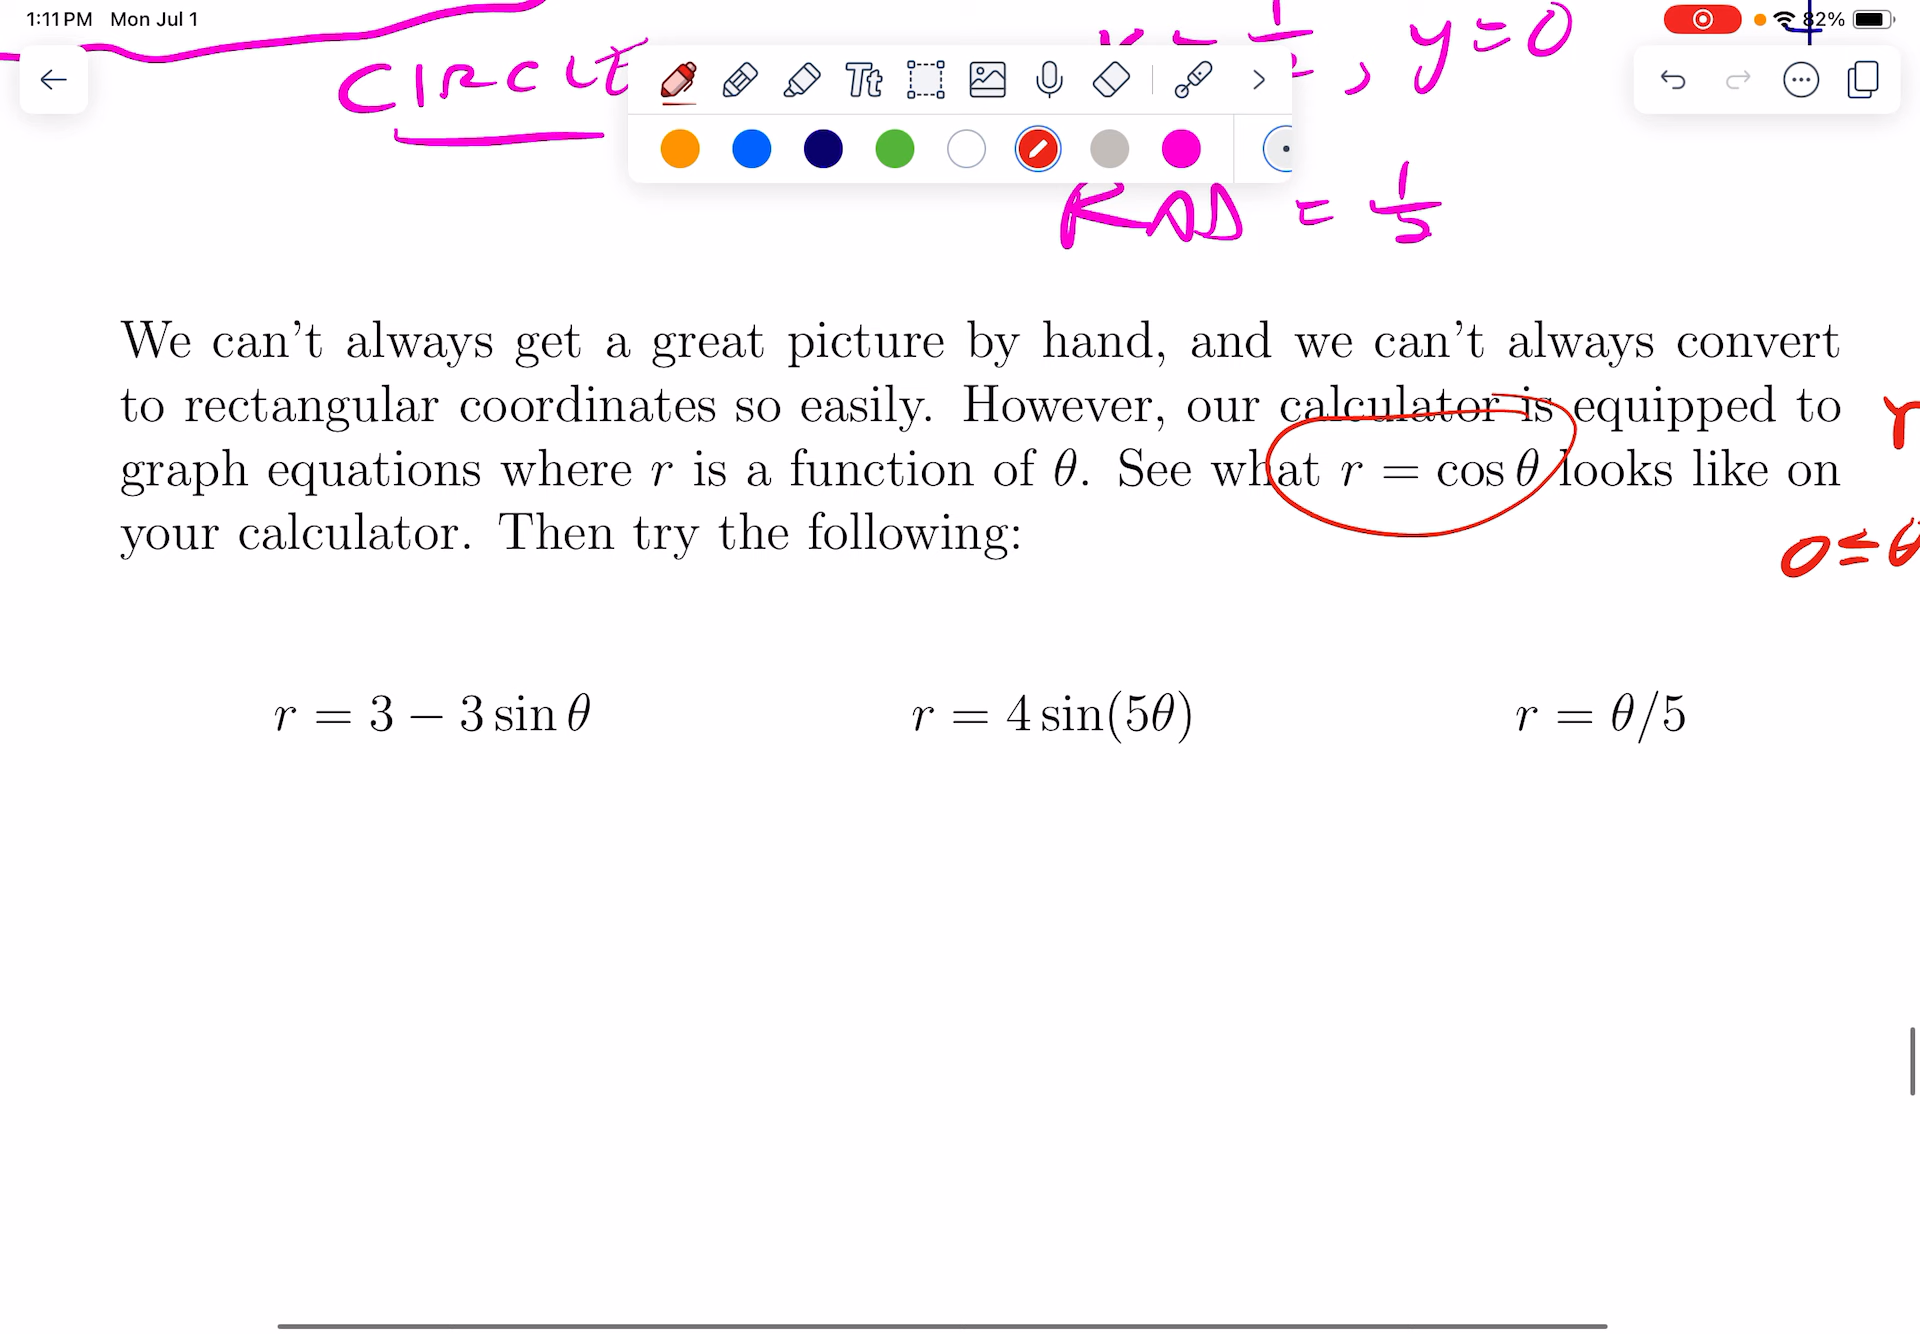 1:11 PM Mon Jul 1
82%
CIRCLE
, y=0
Tt
RAD = 1/2
We can't always get a great picture by hand, and we can't always convert
to rectangular coordinates so easily. However, our calculator is equipped to
graph equations where r is a function of θ. See what r = cos θ looks like on
your calculator. Then try the following:
r
0≤θ
r = 3 − 3 sin θ r = 4 sin(5θ) r = θ/5